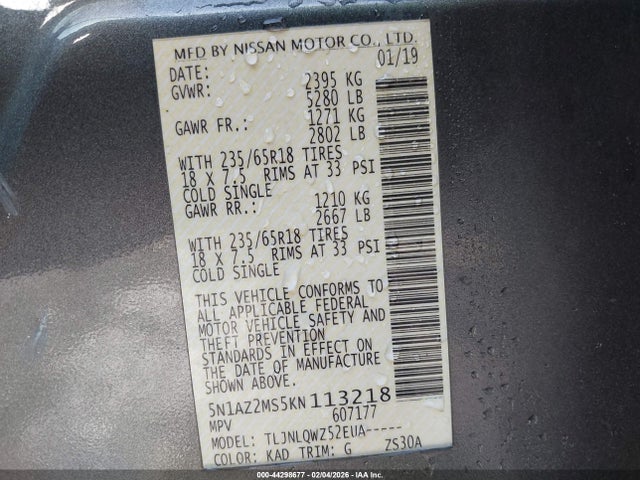 MFD BY NISSAN MOTOR CO., LTD.
DATE: 01/19
GVWR: 2395 KG
5280 LB
GAWR FR.: 1271 KG
2802 LB
WITH 235/65R18 TIRES
18 X 7.5 RIMS AT 33 PSI
COLD SINGLE
GAWR RR.: 1210 KG
2667 LB
WITH 235/65R18 TIRES
18 X 7.5 RIMS AT 33 PSI
COLD SINGLE
THIS VEHICLE CONFORMS TO
ALL APPLICABLE FEDERAL
MOTOR VEHICLE SAFETY AND
THEFT PREVENTION
STANDARDS IN EFFECT ON
THE DATE OF MANUFACTURE
SHOWN ABOVE.
5N1AZ2MS5KN113218
MPV 607177
MODEL: TLJNLQWZ52EUA-----
COLOR: KAD TRIM: G ZS30A
000-44298677 - 02/04/2026 - IAAI.COM